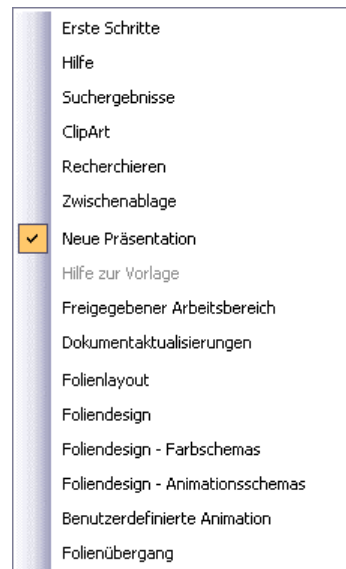 Erste Schritte
Hilfe
Suchergebnisse
ClipArt
Recherchieren
Zwischenablage
Neue Präsentation
Hilfe zur Vorlage
Freigegebener Arbeitsbereich
Dokumentaktualisierungen
Folienlayout
Foliendesign
Foliendesign - Farbschemas
Foliendesign - Animationsschemas
Benutzerdefinierte Animation
Folienübergang